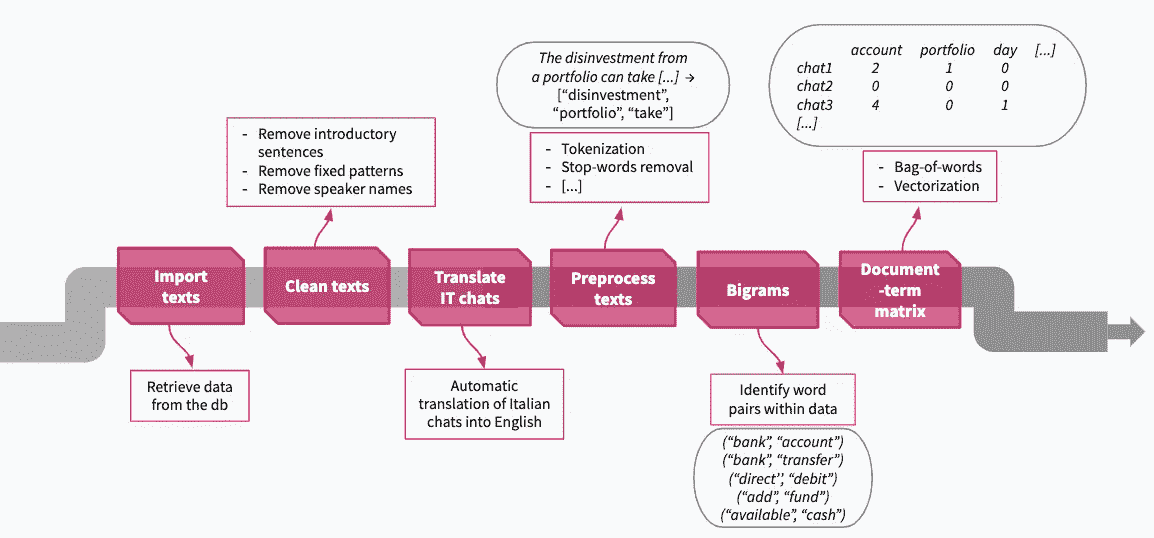 The disinvestment from
a portfolio can take [...] →
["disinvestment",
"portfolio", "take"]
account portfolio day [...]
chat1 2 1 0
chat2 0 0 0
chat3 4 0 1
[...]
- Remove introductory
sentences
- Remove fixed patterns
- Remove speaker names
- Tokenization
- Stop-words removal
- [...]
- Bag-of-words
- Vectorization
Import
texts
Clean texts
Translate
IT chats
Preprocess
texts
Bigrams
Document
-term
matrix
Retrieve data
from the db
Automatic
translation of Italian
chats into English
Identify word
pairs within data
("bank", "account")
("bank", "transfer")
("direct", "debit")
("add", "fund")
("available", "cash")